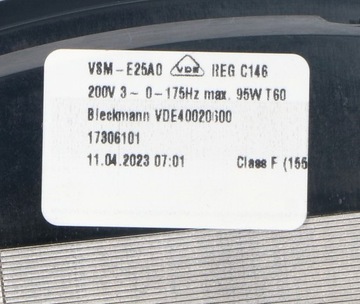 VSM-E25A0 VDE REG C146
200V 3~ 0-175Hz max. 95W T60
Bleckmann VDE40020600
17306101
11.04.2023 07:01 Class F (155